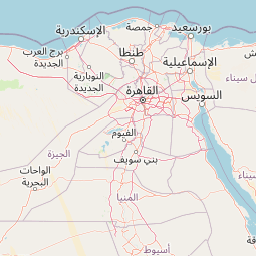 بورسعيد
جمصة
الإسكندرية
برج العرب
الجديدة
طنطا
الإسماعيلية
النوبارية
الجديدة
القاهرة
السويس
الفيوم
الجيزة
بني سويف
الواحات
البحرية
المنيا
أسيوط